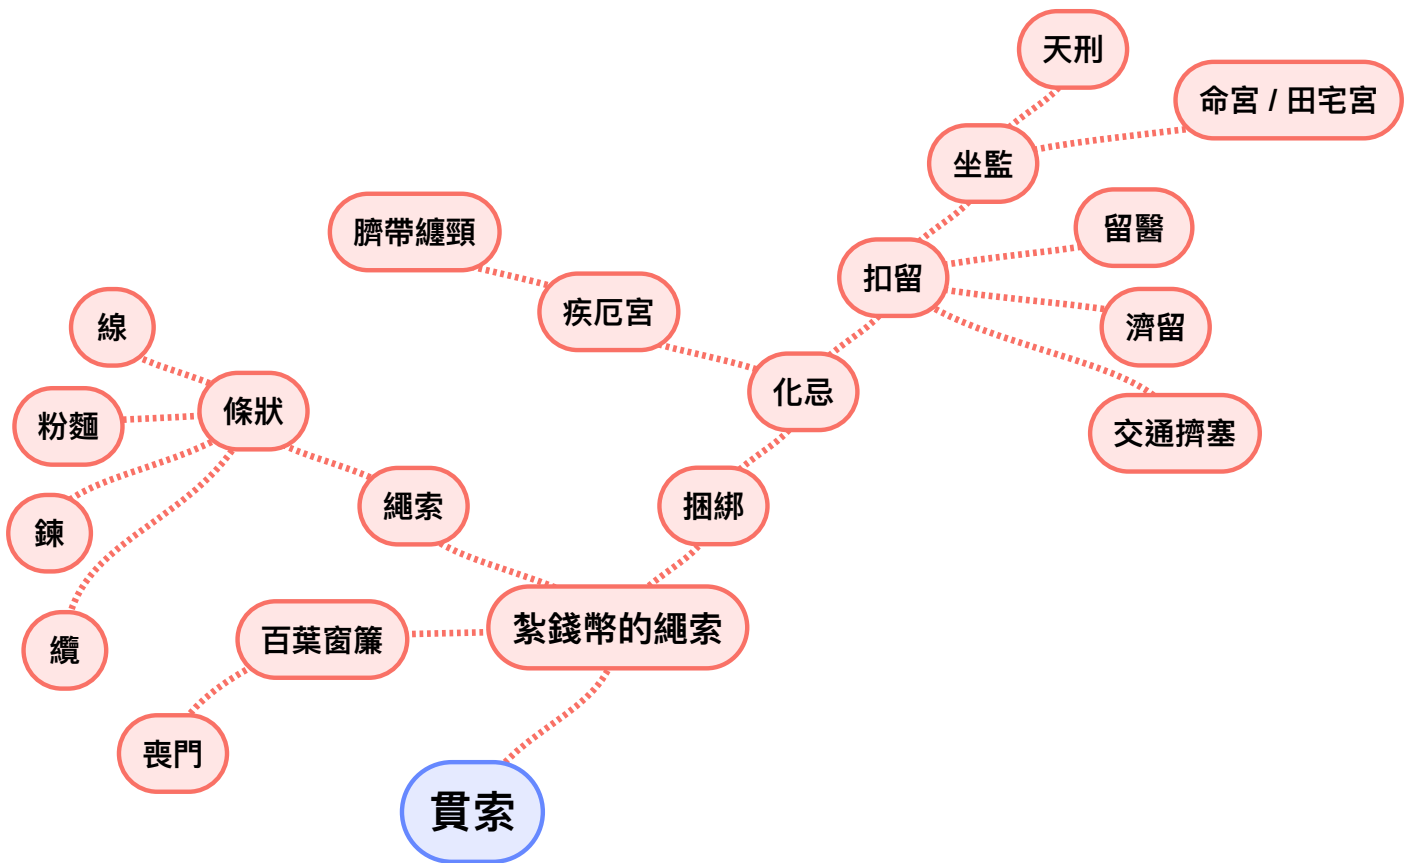 天刑
命宮 / 田宅宮
坐監
臍帶纏頸
留醫
扣留
疾厄宮
線
濟留
化忌
條狀
粉麵
交通擠塞
繩索
捆綁
鍊
紮錢幣的繩索
百葉窗簾
纜
喪門
貫索